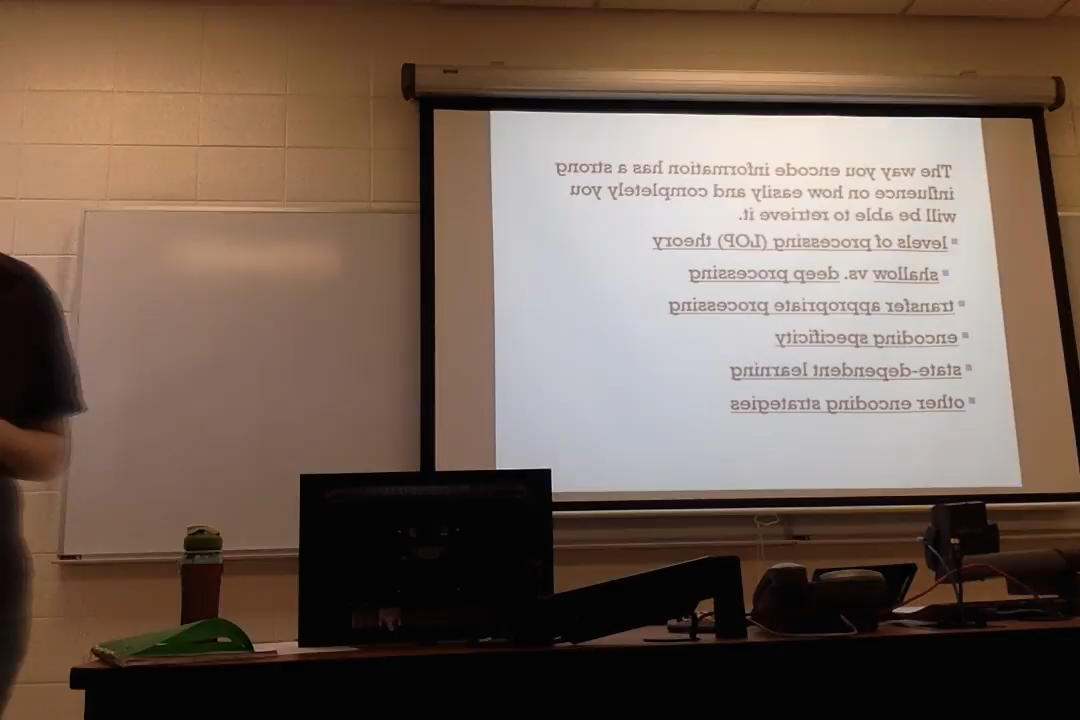 The way you encode information has a strong
influence on how easily and completely you
will be able to retrieve it.
▪ levels of processing (LOP) theory
▪ shallow vs. deep processing
▪ transfer appropriate processing
▪ encoding specificity
▪ state-dependent learning
▪ other encoding strategies